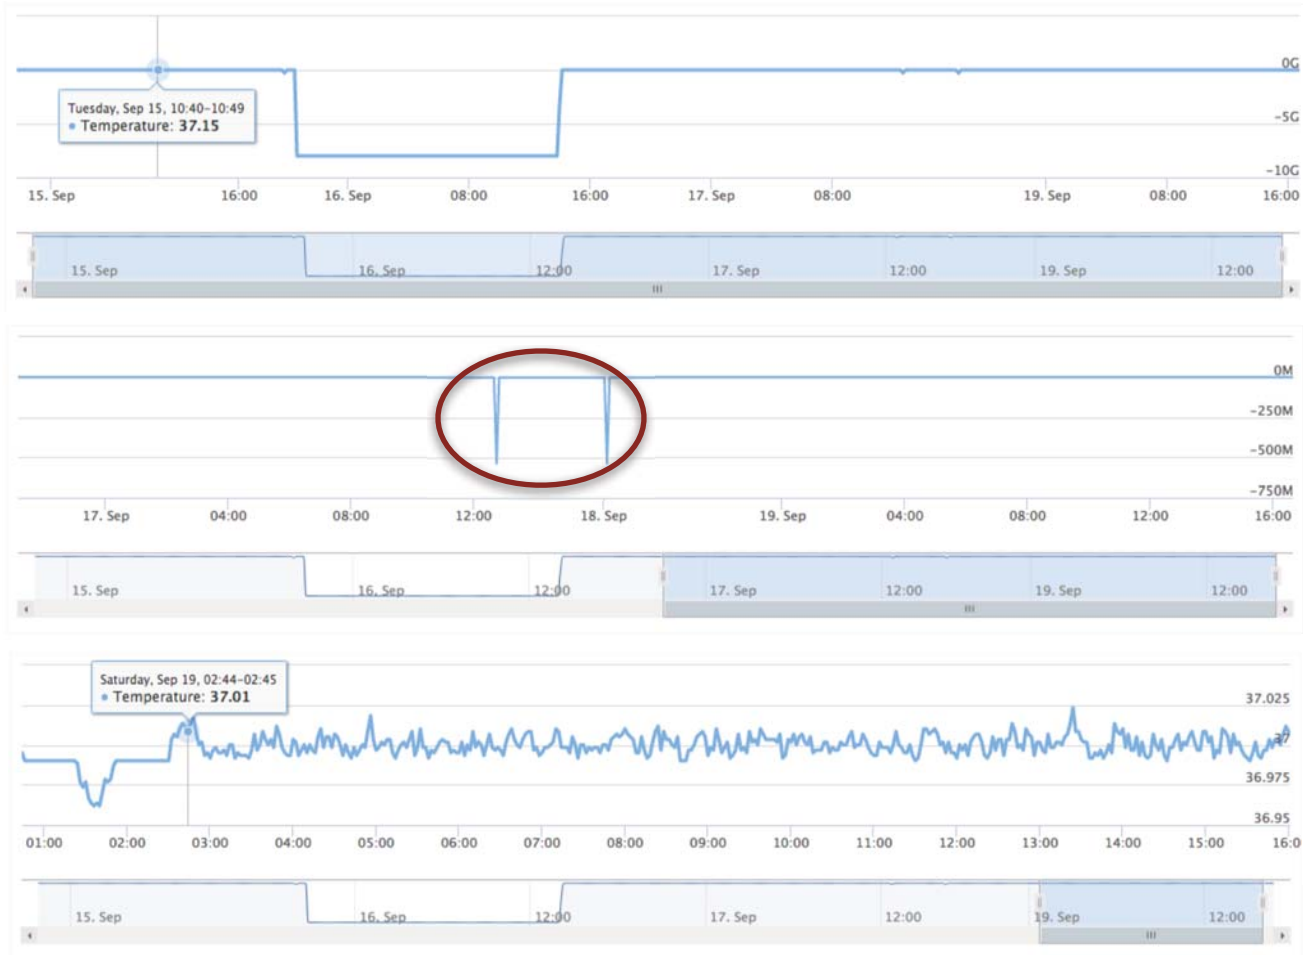 0G
Tuesday, Sep 15, 10:40-10:49
● Temperature: 37.15
-5G
-10G
15. Sep 16:00 16. Sep 08:00 16:00 17. Sep 08:00 19. Sep 08:00 16:00
15. Sep 16. Sep 12:00 17. Sep 12:00 19. Sep 12:00
0M
-250M
-500M
-750M
17. Sep 04:00 08:00 12:00 18. Sep 19. Sep 04:00 08:00 12:00 16:00
15. Sep 16. Sep 12:00 17. Sep 12:00 19. Sep 12:00
Saturday, Sep 19, 02:44-02:45
● Temperature: 37.01
37.025
37
36.975
36.95
01:00 02:00 03:00 04:00 05:00 06:00 07:00 08:00 09:00 10:00 11:00 12:00 13:00 14:00 15:00 16:0
15. Sep 16. Sep 12:00 17. Sep 12:00 19. Sep 12:00